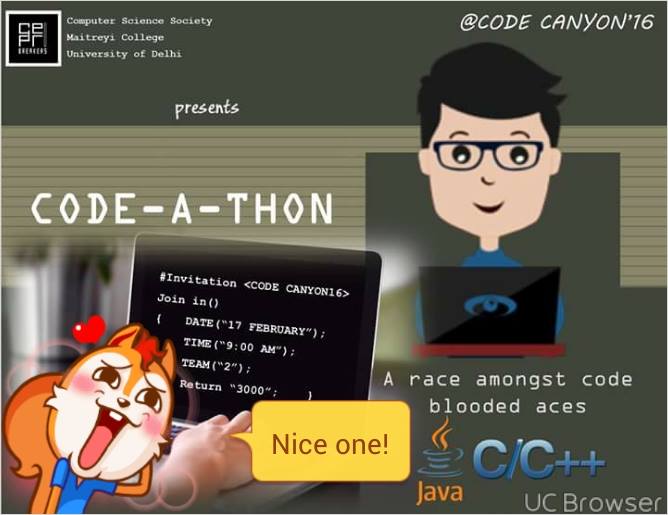 Computer Science Society
Maitreyi College
University of Delhi
@CODE CANYON'16
presents
CODE-A-THON
#Invitation <CODE CANYON16>
Join in()
{ DATE("17 FEBRUARY");
TIME("9:00 AM");
TEAM("2");
Return "3000"; }
A race amongst code
blooded aces
Nice one!
Java
C/C++
UC Browser